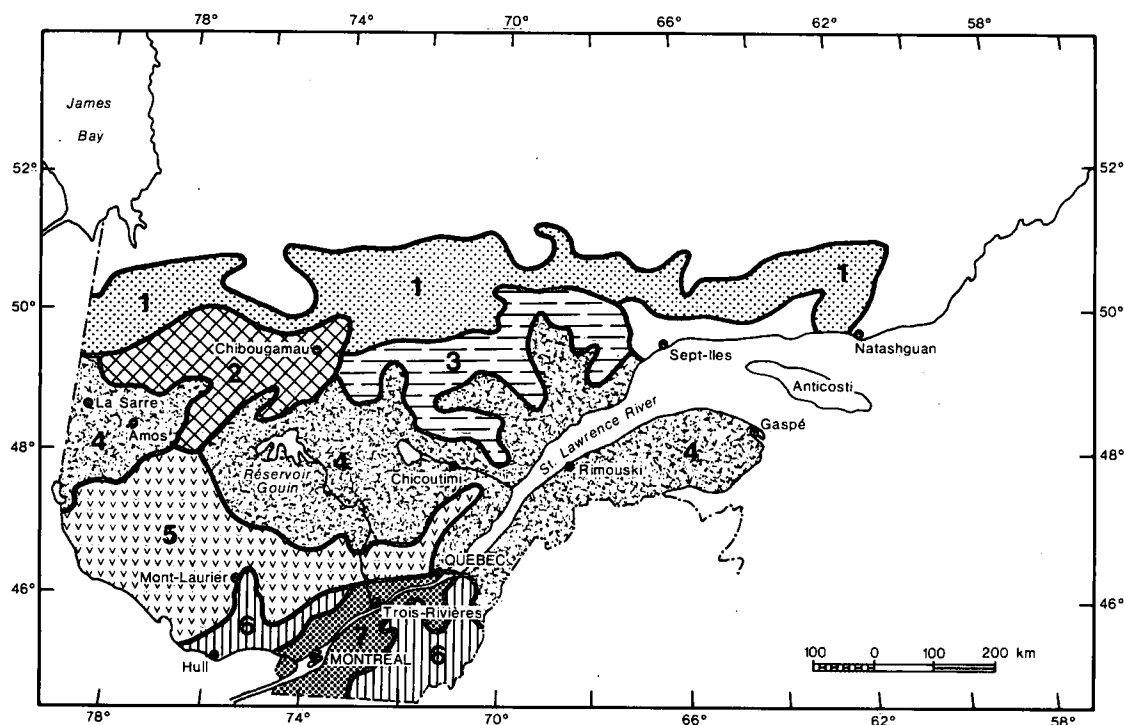 78° 74° 70° 66° 62° 58°
James
Bay
52° 52°
1 1 1
50° 50°
Chibougamau
Sept-Iles
Natashguan
2
3
Anticosti
La Sarre
Amos
4
Gaspé
St. Lawrence River
48° 48°
4
4
Réservoir
Gouin
Chicoutimi
Rimouski
5
QUÉBEC
Mont-Laurier
46° 46°
Trois-Rivières
6
7
6
Hull
MONTRÉAL
100 0 100 200 km
78° 74° 70° 66° 62° 58°